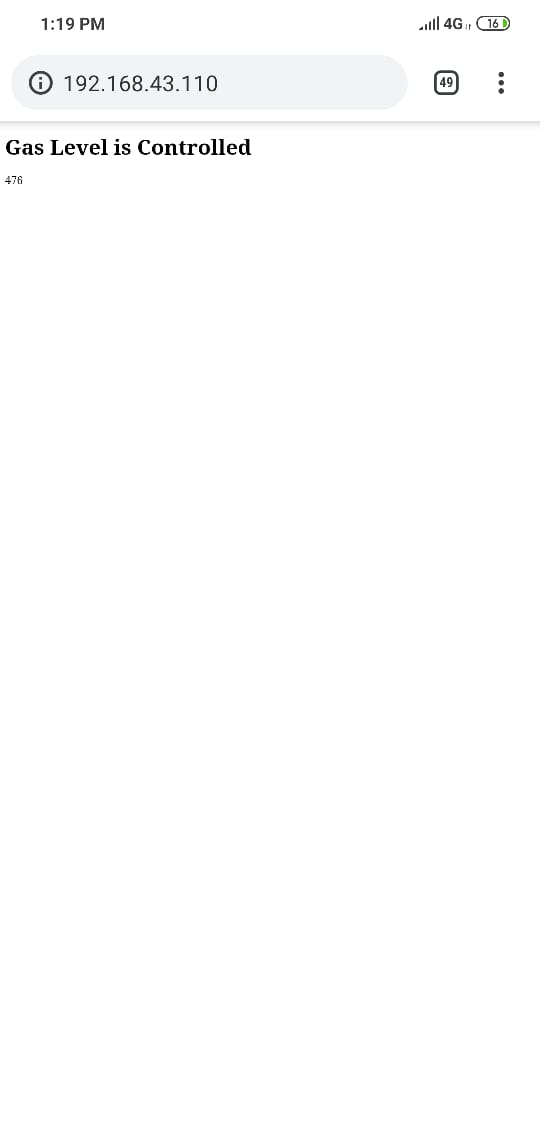 1:19 PM 4G 16
192.168.43.110 49
Gas Level is Controlled
476